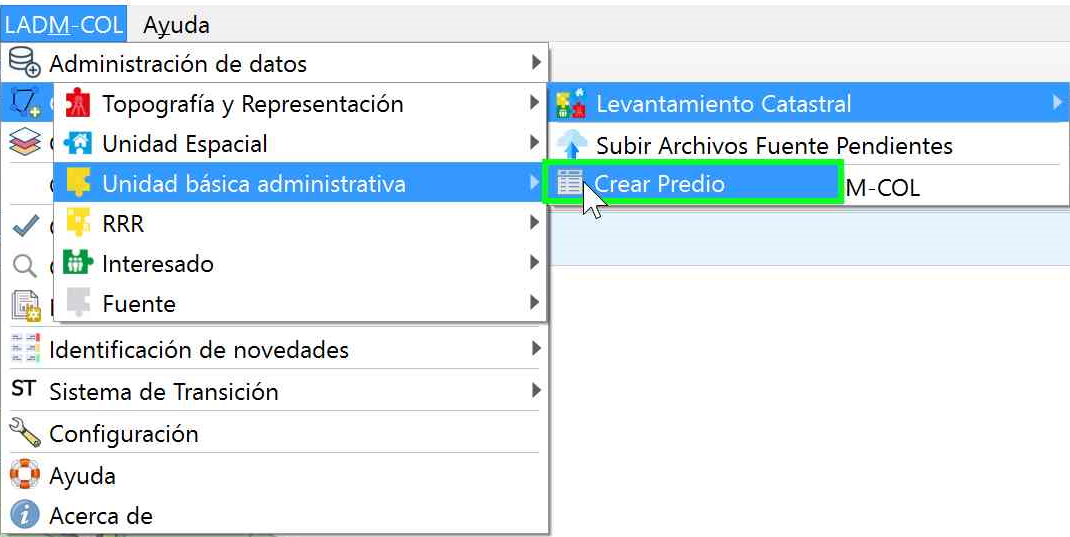 LADM-COL Ayuda
Administración de datos
Topografía y Representación
Levantamiento Catastral
Unidad Espacial
Subir Archivos Fuente Pendientes
Unidad básica administrativa
Crear Predio
M-COL
RRR
Interesado
Fuente
Identificación de novedades
ST Sistema de Transición
Configuración
Ayuda
Acerca de